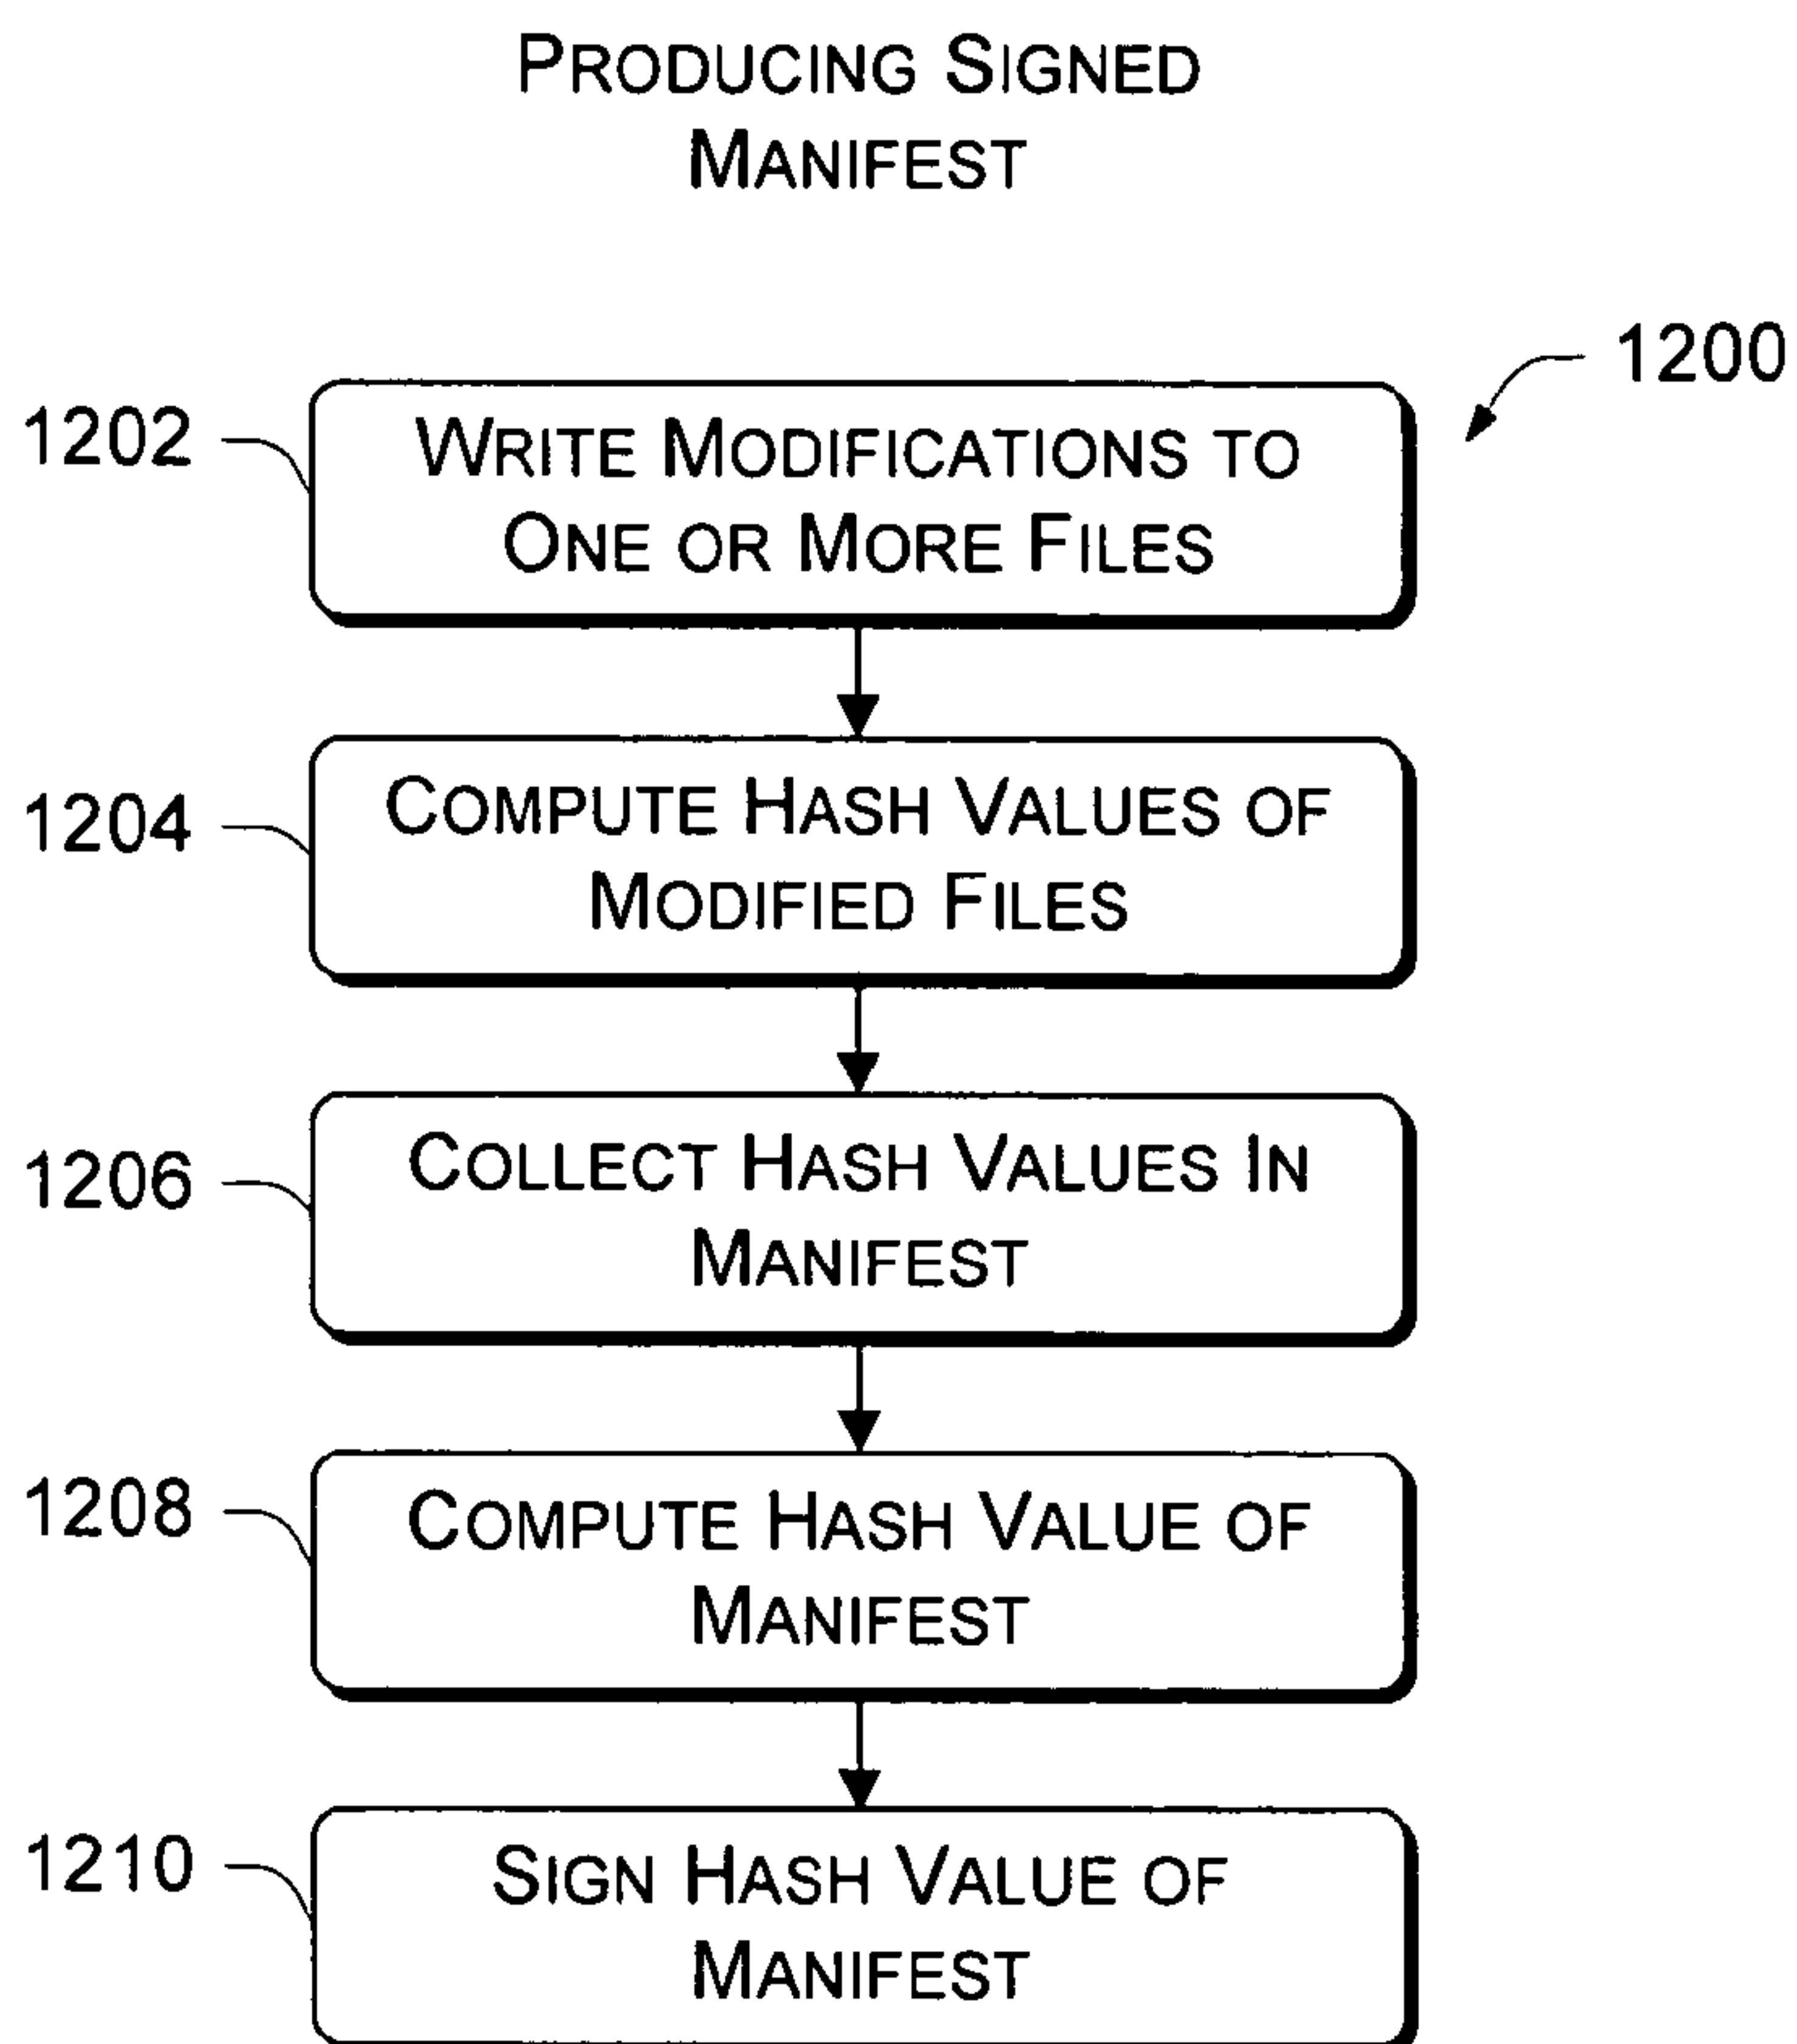 PRODUCING SIGNED
MANIFEST
1200
1202
WRITE MODIFICATIONS TO
ONE OR MORE FILES
1204
COMPUTE HASH VALUES OF
MODIFIED FILES
1206
COLLECT HASH VALUES IN
MANIFEST
1208
COMPUTE HASH VALUE OF
MANIFEST
1210
SIGN HASH VALUE OF
MANIFEST